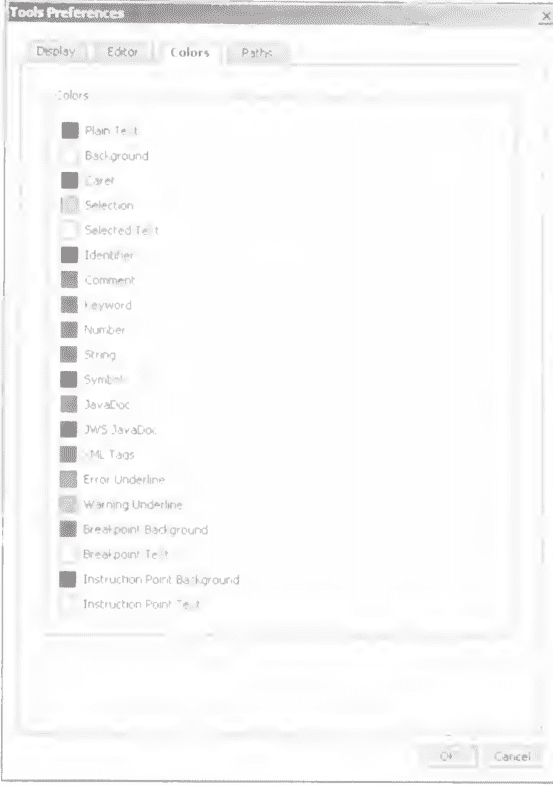 Tools Preferences
Display Editor Colors Paths
Colors
Plain Text
Background
Caret
Selection
Selected Text
Identifier
Comment
Keyword
Number
String
Symbol
JavaDoc
JWS JavaDoc
XML Tags
Error Underline
Warning Underline
Breakpoint Background
Breakpoint Text
Instruction Point Background
Instruction Point Text
OK Cancel